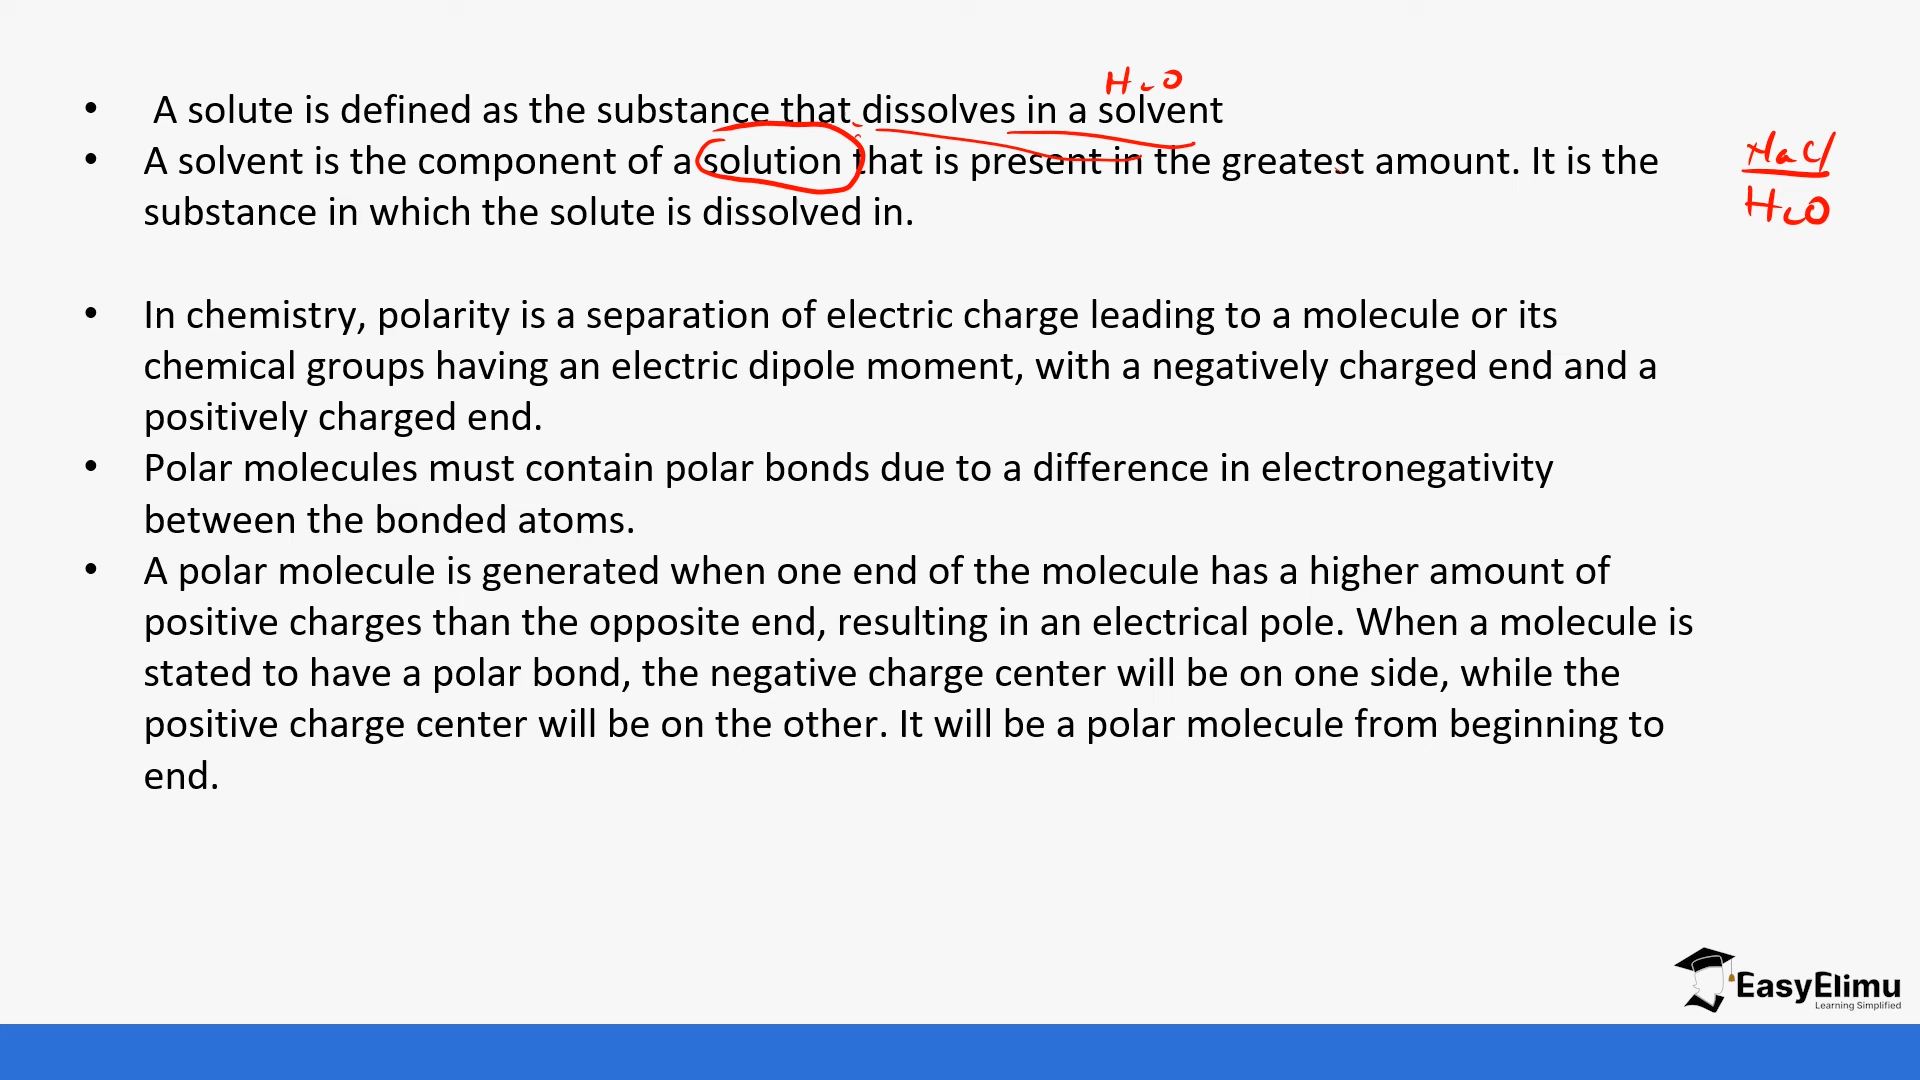 H₂O
• A solute is defined as the substance that dissolves in a solvent
• A solvent is the component of a solution that is present in the greatest amount. It is the
substance in which the solute is dissolved in.
NaCl
H₂O
• In chemistry, polarity is a separation of electric charge leading to a molecule or its
chemical groups having an electric dipole moment, with a negatively charged end and a
positively charged end.
• Polar molecules must contain polar bonds due to a difference in electronegativity
between the bonded atoms.
• A polar molecule is generated when one end of the molecule has a higher amount of
positive charges than the opposite end, resulting in an electrical pole. When a molecule is
stated to have a polar bond, the negative charge center will be on one side, while the
positive charge center will be on the other. It will be a polar molecule from beginning to
end.
EasyElimu
Learning Simplified